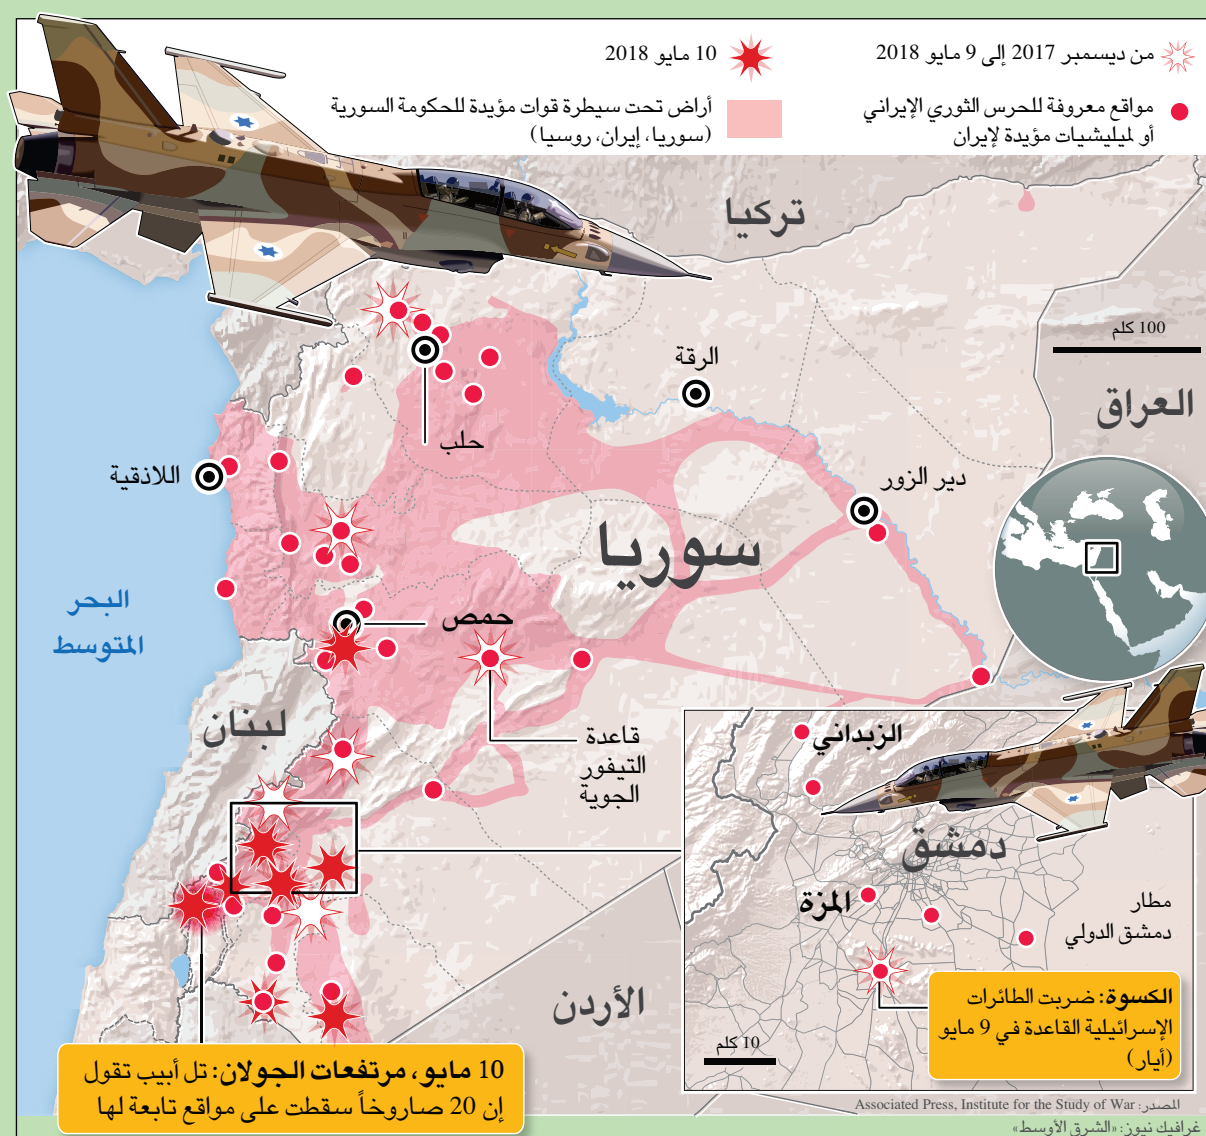 من ديسمبر 2017 إلى 9 مايو 2018
10 مايو 2018
مواقع معروفة للحرس الثوري الإيراني
أو لميليشيات مؤيدة لإيران
أراض تحت سيطرة قوات مؤيدة للحكومة السورية
(سوريا، إيران، روسيا)
تركيا
100 كلم
العراق
الرقة
حلب
اللاذقية
دير الزور
سوريا
البحر
المتوسط
حمص
لبنان
قاعدة
التيفور
الجوية
الزبداني
دمشق
المزة
مطار
دمشق الدولي
الكسوة: ضربت الطائرات
الإسرائيلية القاعدة في 9 مايو
(أيار)
10 كلم
الأردن
10 مايو، مرتفعات الجولان: تل أبيب تقول
إن 20 صاروخاً سقطت على مواقع تابعة لها
المصدر: Associated Press, Institute for the Study of War
غرافيك نيوز: «الشرق الأوسط»